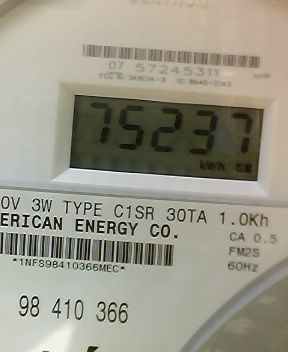 07 57245311
75237
kWh
0V 3W TYPE C1SR 30TA 1.0Kh
ERICAN ENERGY CO.
CA 0.5
FM2S
*1NFS98410366MEC*
60Hz
98 410 366